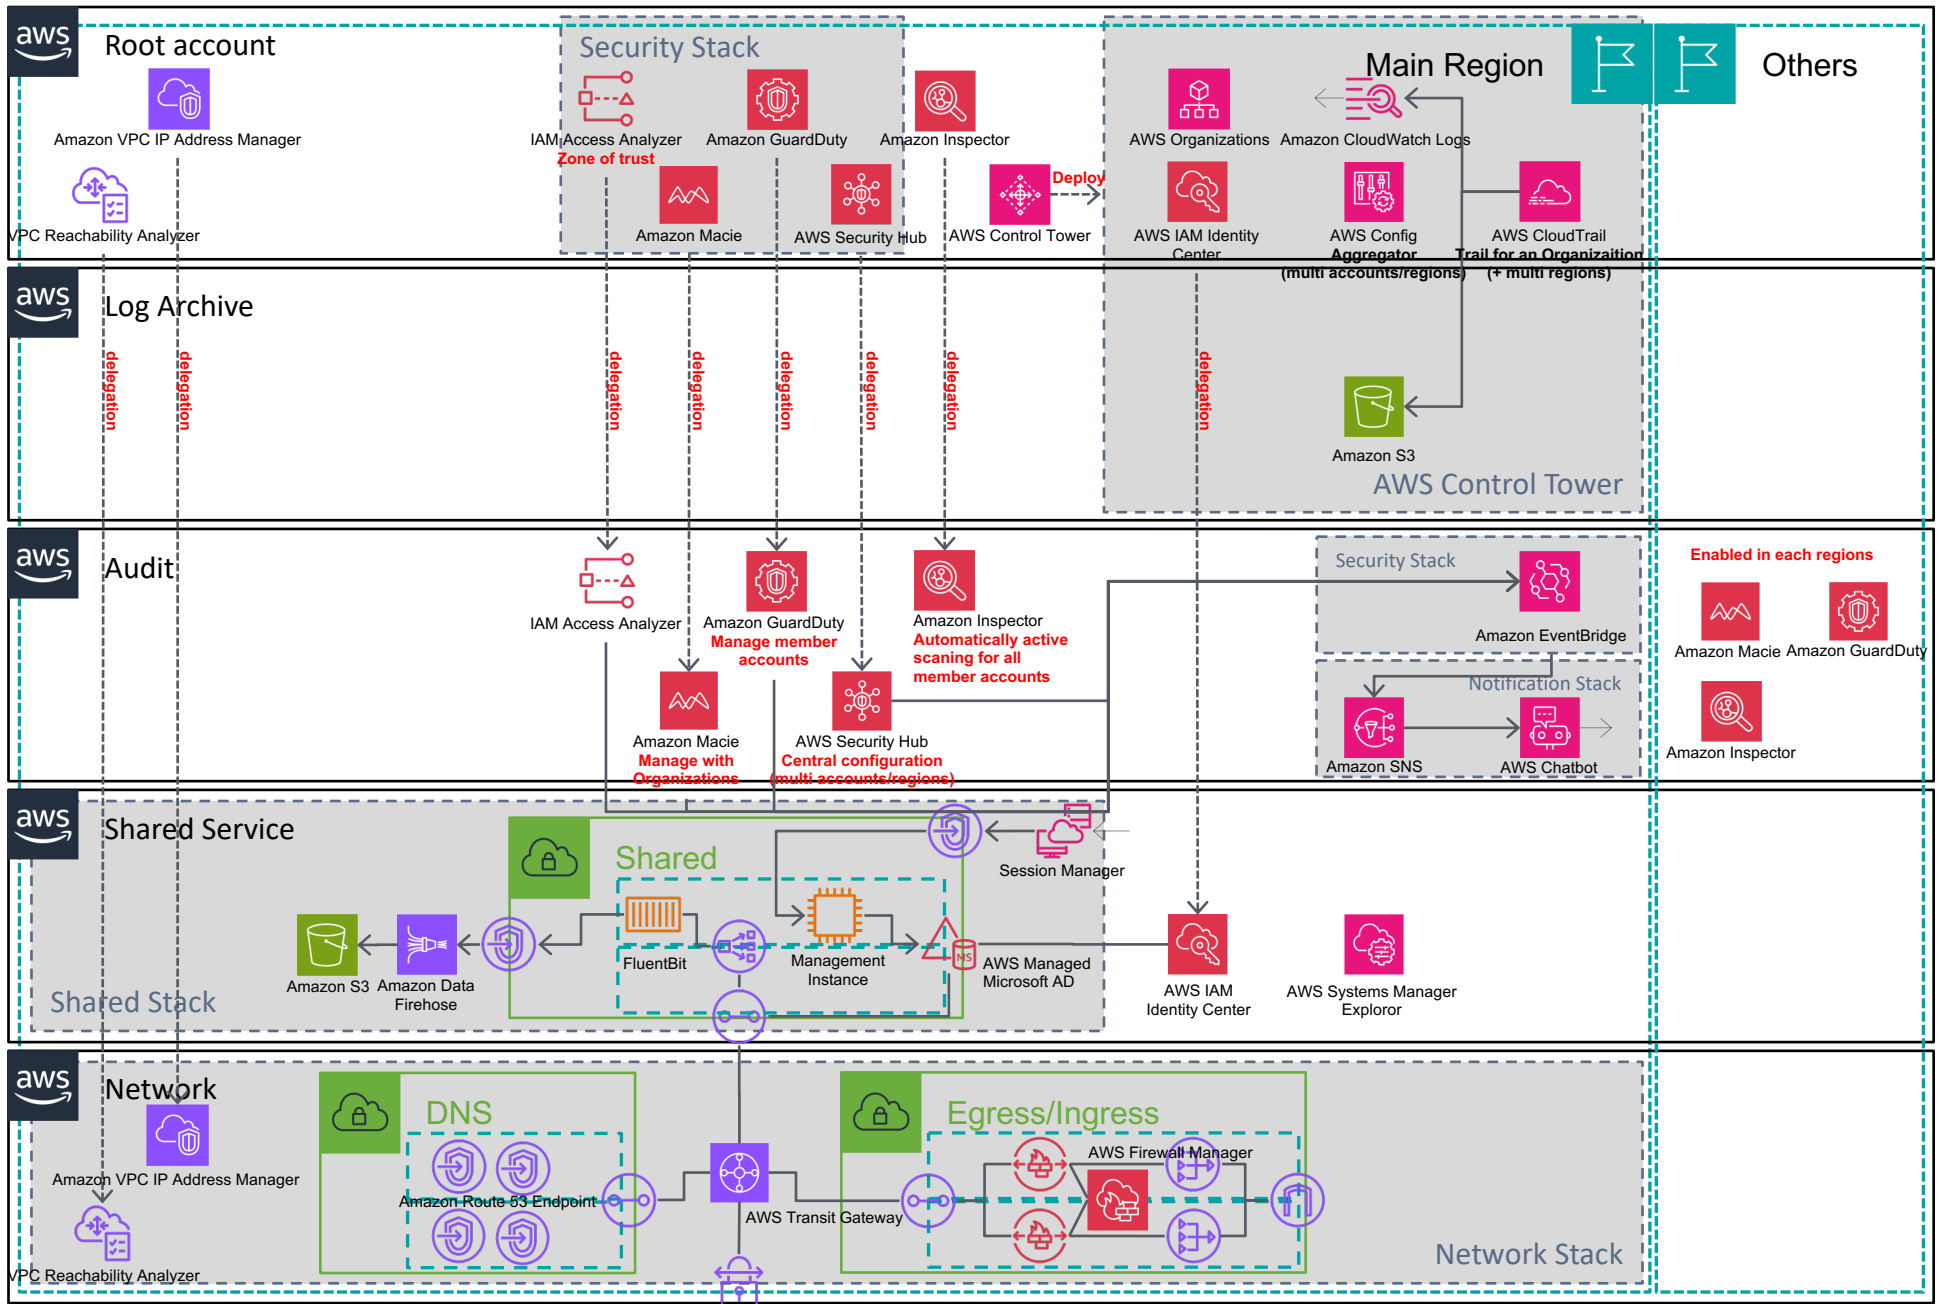 aws
Root account
Security Stack
Main Region
Others
Amazon VPC IP Address Manager
IAM Access Analyzer
Zone of trust
Amazon GuardDuty
Amazon Inspector
AWS Organizations
Amazon CloudWatch Logs
Deploy
VPC Reachability Analyzer
Amazon Macie
AWS Security Hub
AWS Control Tower
AWS IAM Identity
Center
AWS Config
Aggregator
(multi accounts/regions)
AWS CloudTrail
Trail for an Organizaition
(+ multi regions)
aws
Log Archive
delegation
delegation
delegation
delegation
delegation
delegation
delegation
delegation
Amazon S3
AWS Control Tower
aws
Audit
IAM Access Analyzer
Amazon GuardDuty
Manage member
accounts
Amazon Inspector
Automatically active
scaning for all
member accounts
Security Stack
Amazon EventBridge
Enabled in each regions
Amazon Macie
Amazon GuardDuty
Amazon Macie
Manage with
Organizations
AWS Security Hub
Central configuration
(multi accounts/regions)
Notification Stack
Amazon SNS
AWS Chatbot
Amazon Inspector
aws
Shared Service
Shared
Session Manager
FluentBit
Management
Instance
MS
AWS Managed
Microsoft AD
Amazon S3
Amazon Data
Firehose
Shared Stack
AWS IAM
Identity Center
AWS Systems Manager
Exploror
aws
Network
DNS
Egress/Ingress
Amazon VPC IP Address Manager
Amazon Route 53 Endpoint
AWS Transit Gateway
AWS Firewall Manager
VPC Reachability Analyzer
Network Stack